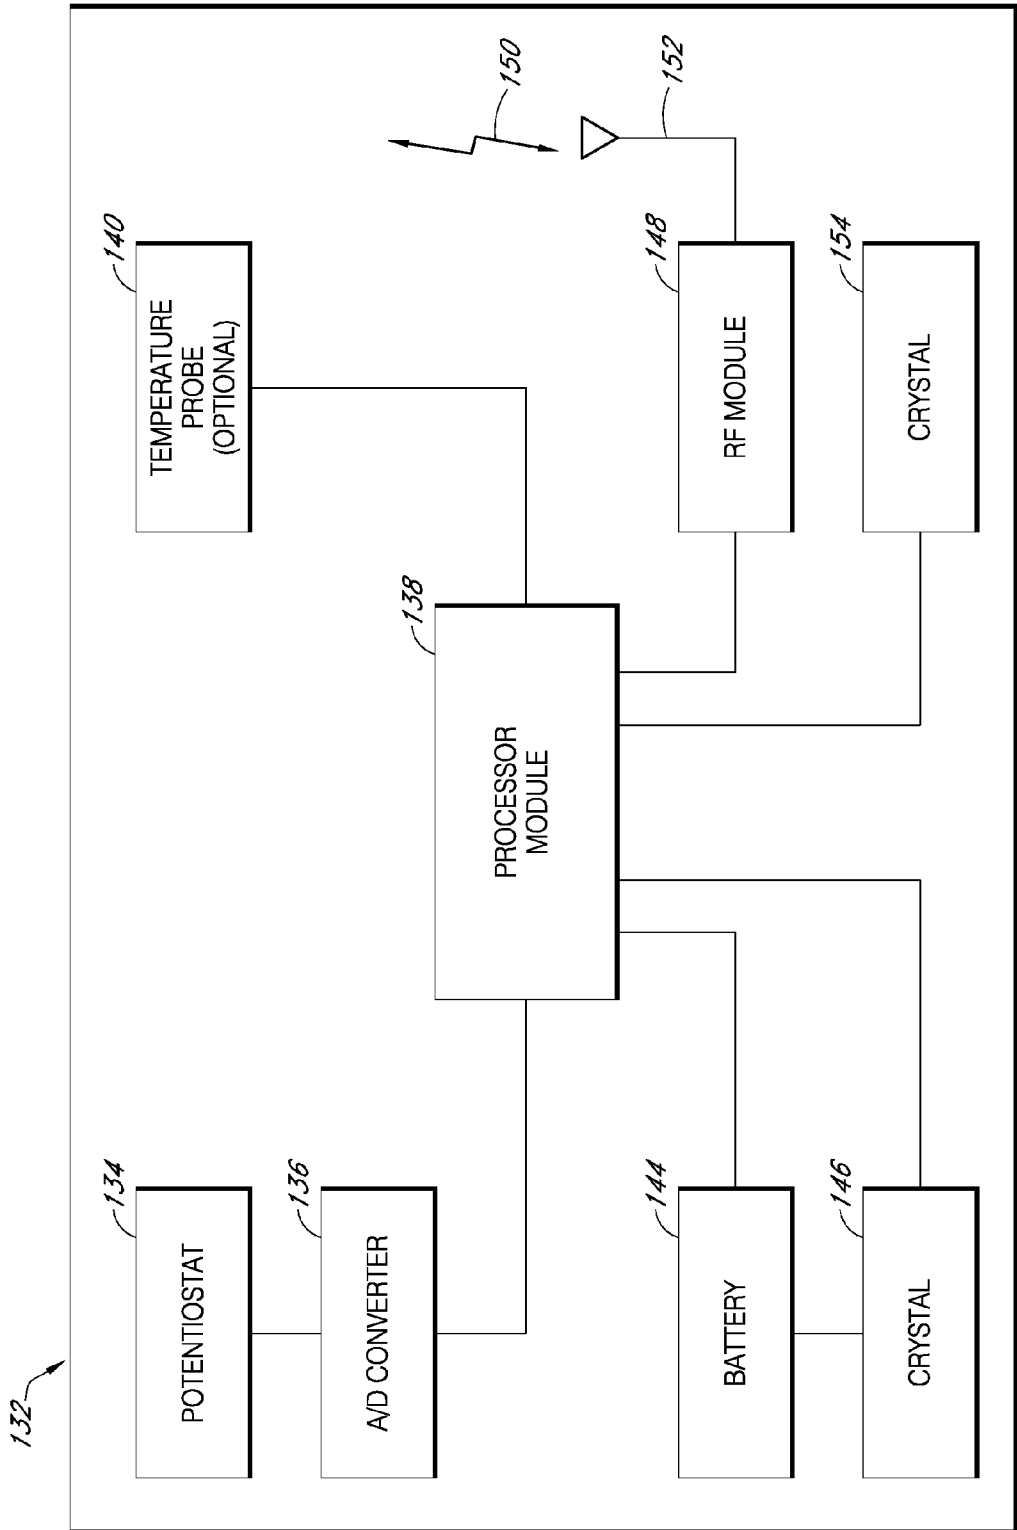 132
134
POTENTIOSTAT
136
A/D CONVERTER
140
TEMPERATURE
PROBE
(OPTIONAL)
150
152
138
PROCESSOR
MODULE
144
BATTERY
146
CRYSTAL
148
RF MODULE
154
CRYSTAL